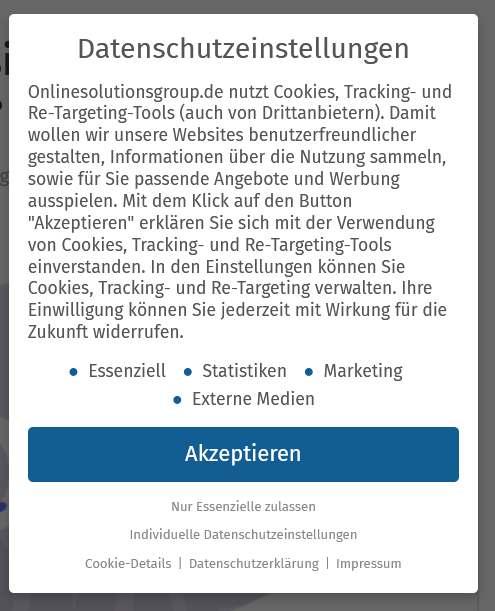 Datenschutzeinstellungen
Onlinesolutionsgroup.de nutzt Cookies, Tracking- und
Re-Targeting-Tools (auch von Drittanbietern). Damit
wollen wir unsere Websites benutzerfreundlicher
gestalten, Informationen über die Nutzung sammeln,
sowie für Sie passende Angebote und Werbung
ausspielen. Mit dem Klick auf den Button
"Akzeptieren" erklären Sie sich mit der Verwendung
von Cookies, Tracking- und Re-Targeting-Tools
einverstanden. In den Einstellungen können Sie
Cookies, Tracking- und Re-Targeting verwalten. Ihre
Einwilligung können Sie jederzeit mit Wirkung für die
Zukunft widerrufen.
• Essenziell • Statistiken • Marketing
• Externe Medien
Akzeptieren
Nur Essenzielle zulassen
Individuelle Datenschutzeinstellungen
Cookie-Details | Datenschutzerklärung | Impressum